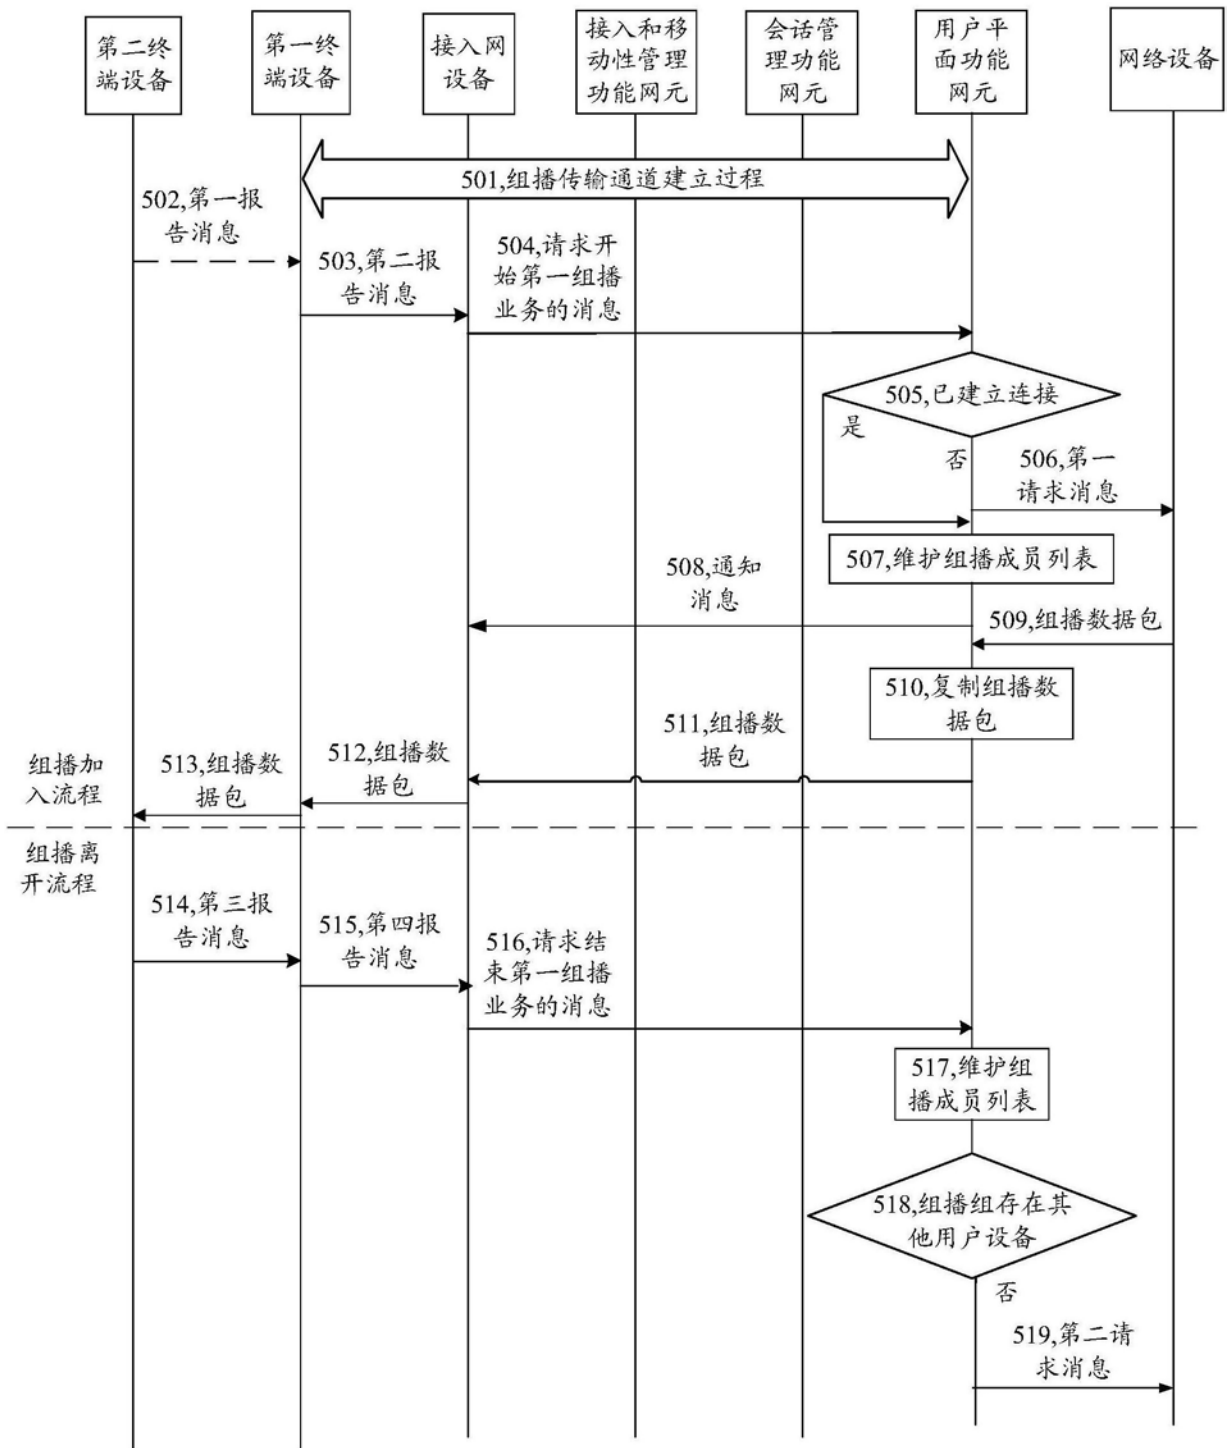 第二终
端设备
第一终
端设备
接入网
设备
接入和移
动性管理
功能网元
会话管
理功能
网元
用户平
面功能
网元
网络设备
501,组播传输通道建立过程
502,第一报
告消息
503,第二报
告消息
504,请求开
始第一组播
业务的消息
505,已建立连接
是
否
506,第一
请求消息
507,维护组播成员列表
508,通知
消息
509,组播数据包
510,复制组播数
据包
511,组播数
据包
512,组播数
据包
513,组播数
据包
组播加
入流程
组播离
开流程
514,第三报
告消息
515,第四报
告消息
516,请求结
束第一组播
业务的消息
517,维护组
播成员列表
518,组播组存在其
他用户设备
否
519,第二请
求消息